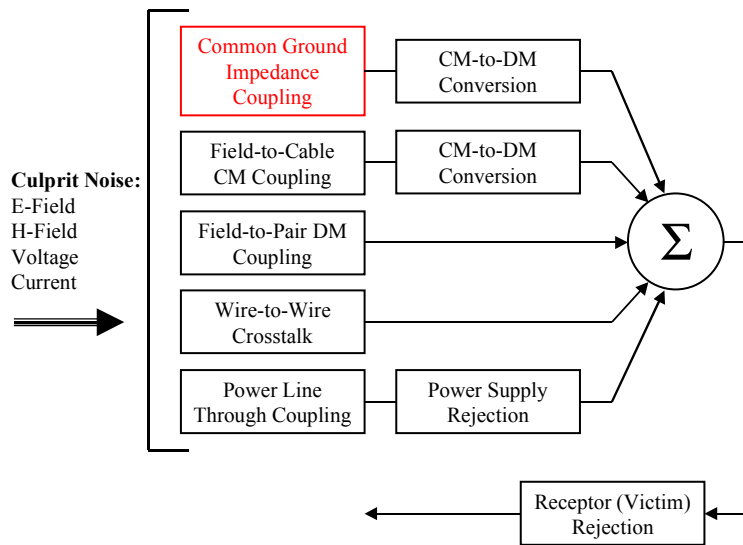 Common Ground
Impedance
Coupling
CM-to-DM
Conversion
Culprit Noise:
E-Field
H-Field
Voltage
Current
Field-to-Cable
CM Coupling
CM-to-DM
Conversion
Field-to-Pair DM
Coupling
Σ
Wire-to-Wire
Crosstalk
Power Line
Through Coupling
Power Supply
Rejection
Receptor (Victim)
Rejection